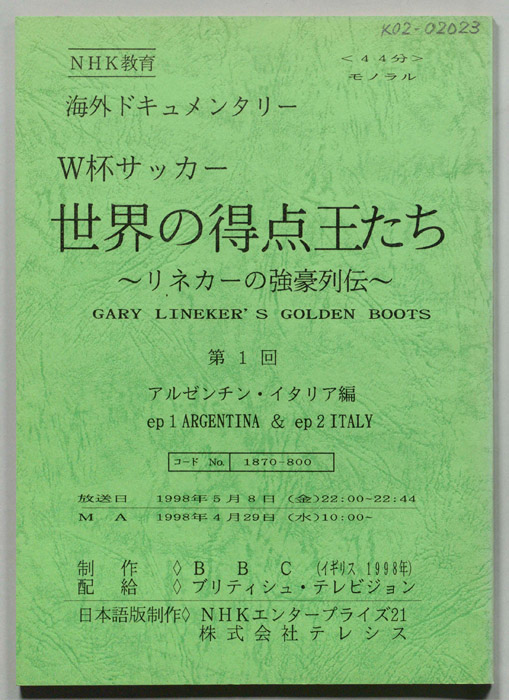 K02-02023
NHK教育
<44分>
モノラル
海外ドキュメンタリー
W杯サッカー
世界の得点王たち
～リネカーの強豪列伝～
GARY LINEKER'S GOLDEN BOOTS
第1回
アルゼンチン・イタリア編
ep1 ARGENTINA & ep2 ITALY
コード No. 1870-800
放送日 1998年5月8日(金)22:00~22:44
MA 1998年4月29日(水)10:00~
制作◇BBC(イギリス 1998年)
配給◇ブリティシュ・テレビジョン
日本語版制作◇NHKエンタープライズ21
株式会社テレシス